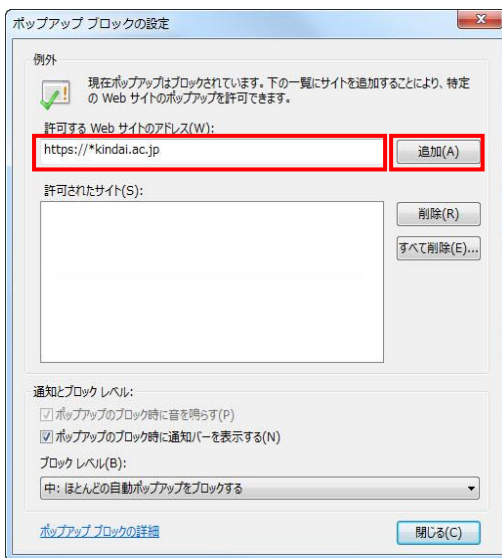 ポップアップ ブロックの設定
例外
現在ポップアップはブロックされています。下の一覧にサイトを追加することにより、特定
の Web サイトのポップアップを許可できます。
許可する Web サイトのアドレス(W):
https://*kindai.ac.jp
追加(A)
許可されたサイト(S):
削除(R)
すべて削除(E)...
通知とブロック レベル:
ポップアップのブロック時に音を鳴らす(P)
ポップアップのブロック時に通知バーを表示する(N)
ブロック レベル(B):
中: ほとんどの自動ポップアップをブロックする
ポップアップ ブロックの詳細
閉じる(C)